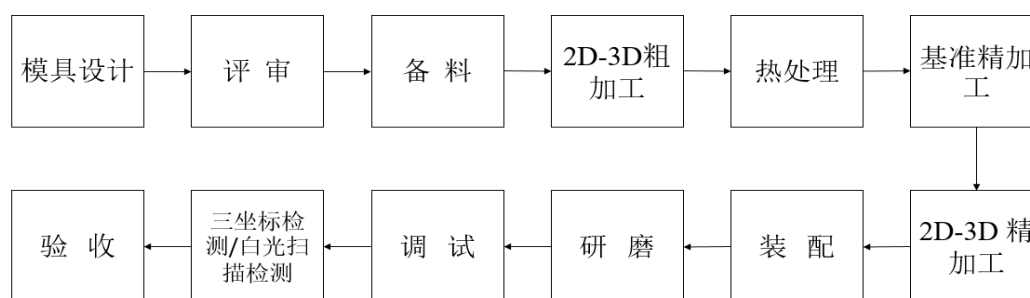 模具设计
评 审
备 料
2D-3D粗
加工
热处理
基准精加
工
2D-3D 精
加工
装 配
研 磨
调 试
三坐标检
测/白光扫
描检测
验 收